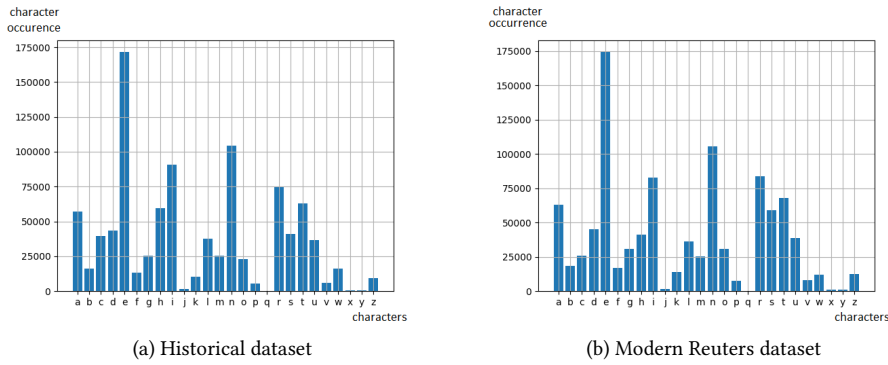 character
occurence
175000
150000
125000
100000
75000
50000
25000
0
a b c d e f g h i j k l m n o p q r s t u v w x y z
characters
(a) Historical dataset
character
occurrence
175000
150000
125000
100000
75000
50000
25000
0
a b c d e f g h i j k l m n o p q r s t u v w x y z
characters
(b) Modern Reuters dataset